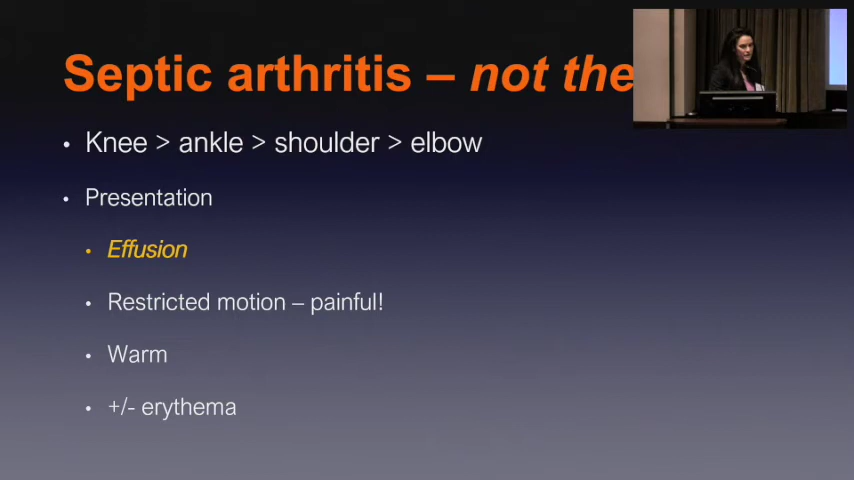 Septic arthritis – not the
• Knee > ankle > shoulder > elbow
• Presentation
• Effusion
• Restricted motion – painful!
• Warm
• +/- erythema